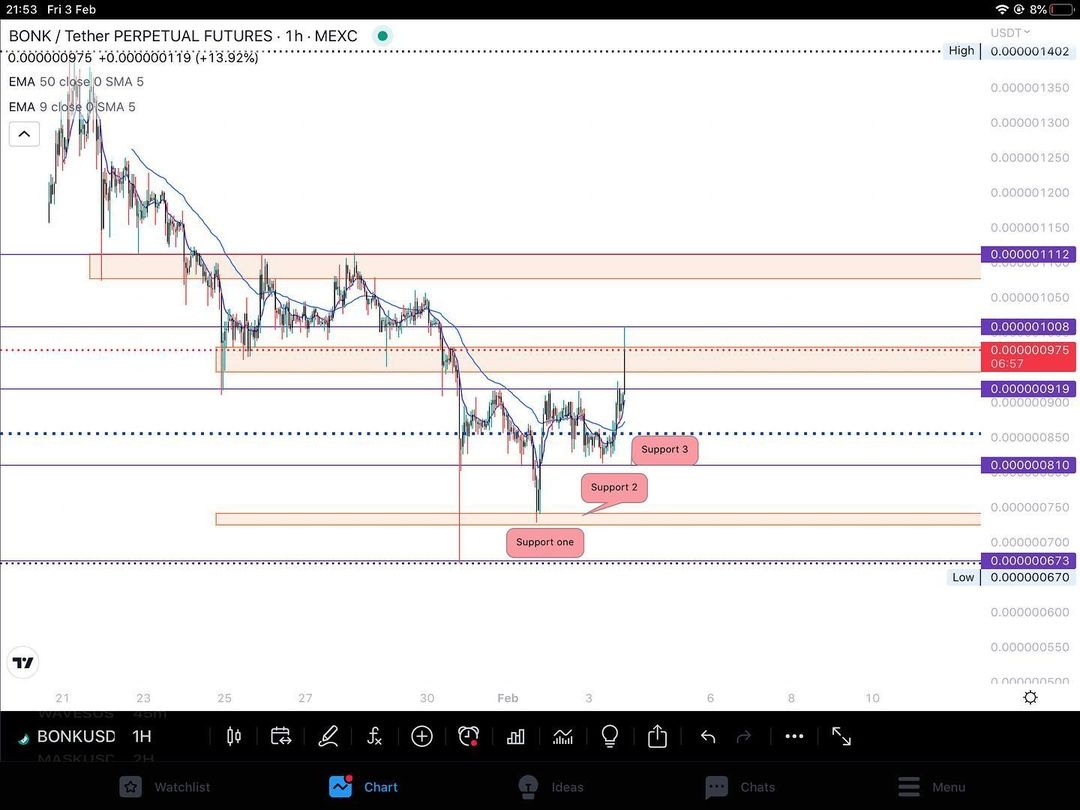 21:53 Fri 3 Feb 8%
BONK / Tether PERPETUAL FUTURES · 1h · MEXC
USDT
0.000000975 +0.000000119 (+13.92%)
High 0.000001402
EMA 50 close 0 SMA 5
0.000001350
EMA 9 close 0 SMA 5
0.000001300
0.000001250
0.000001200
0.000001150
0.000001112
0.000001100
0.000001050
0.000001008
0.000000975
06:57
0.000000919
0.000000900
0.000000850
Support 3
0.000000810
Support 2
0.000000750
Support one
0.000000700
0.000000673
Low 0.000000670
0.000000600
0.000000550
0.000000500
21 23 25 27 30 Feb 3 6 8 10
WAVESUS 45m
BONKUSD 1H
MASKUSD 2H
Watchlist Chart Ideas Chats Menu